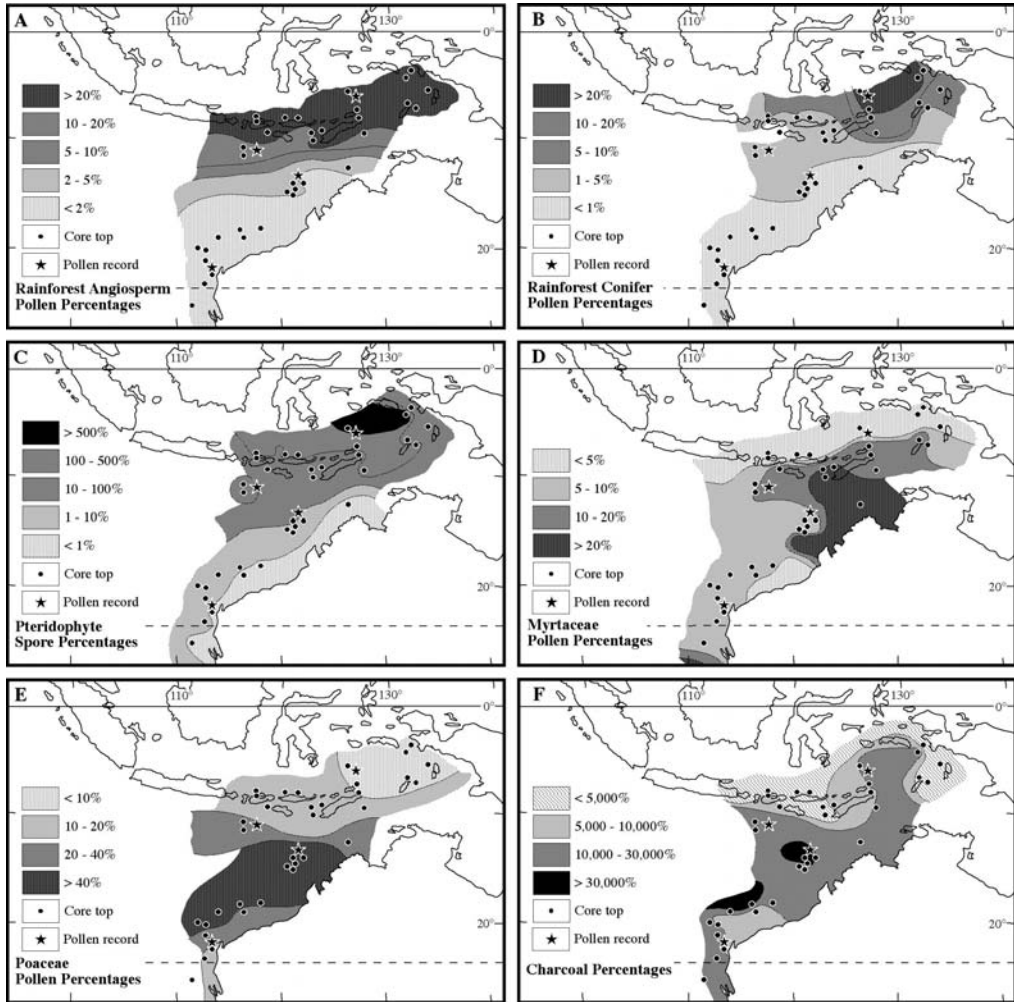 A
110°
130°
0°
> 20%
10 - 20%
5 - 10%
2 - 5%
< 2%
Core top
Pollen record
20°
Rainforest Angiosperm
Pollen Percentages
B
110°
130°
0°
> 20%
10 - 20%
5 - 10%
1 - 5%
< 1%
Core top
Pollen record
20°
Rainforest Conifer
Pollen Percentages
C
110°
130°
0°
> 500%
100 - 500%
10 - 100%
1 - 10%
< 1%
Core top
Pollen record
20°
Pteridophyte
Spore Percentages
D
110°
130°
0°
< 5%
5 - 10%
10 - 20%
> 20%
Core top
Pollen record
20°
Myrtaceae
Pollen Percentages
E
110°
130°
0°
< 10%
10 - 20%
20 - 40%
> 40%
Core top
Pollen record
20°
Poaceae
Pollen Percentages
F
110°
130°
0°
< 5,000%
5,000 - 10,000%
10,000 - 30,000%
> 30,000%
Core top
Pollen record
20°
Charcoal Percentages